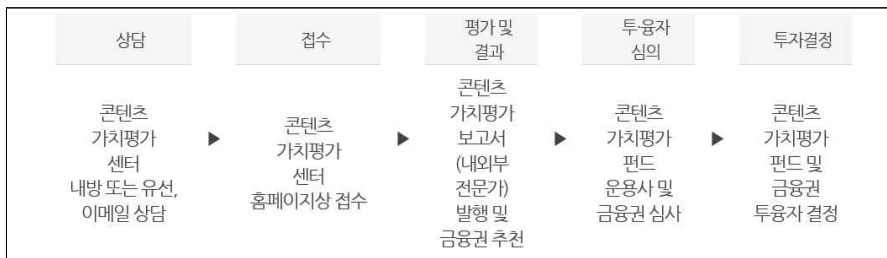 상담
콘텐츠
가치평가
센터
내방 또는 유선,
이메일 상담
▶
접수
콘텐츠
가치평가
센터
홈페이지상 접수
▶
평가 및
결과
콘텐츠
가치평가
보고서
(내외부
전문가)
발행 및
금융권 추천
▶
투·융자
심의
콘텐츠
가치평가
펀드
운용사 및
금융권 심사
▶
투자결정
콘텐츠
가치평가
펀드 및
금융권
투융자 결정